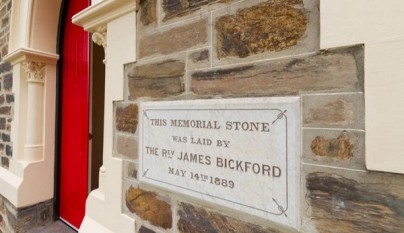 THIS MEMORIAL STONE
WAS LAID BY
THE REV JAMES BICKFORD
MAY 14TH 1889